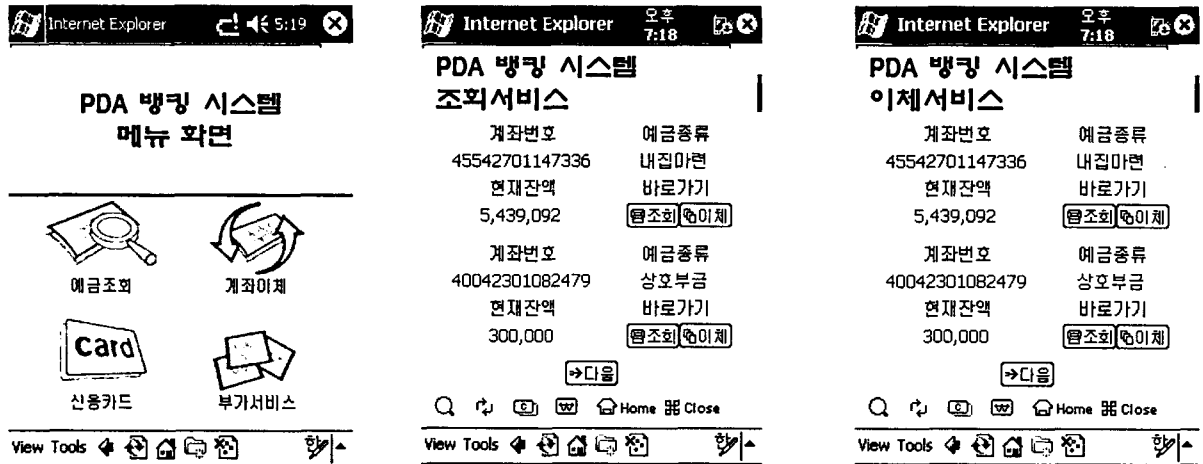 Internet Explorer 5:19
PDA 뱅킹 시스템
메뉴 화면
예금조회 계좌이체
card
신용카드 부가서비스
View Tools
Internet Explorer 오후 7:18
PDA 뱅킹 시스템
조회서비스
계좌번호 예금종류
45542701147336 내집마련
현재잔액 바로가기
5,439,092 조회 이체
계좌번호 예금종류
40042301082479 상호부금
현재잔액 바로가기
300,000 조회 이체
→다음
Home Close
View Tools 한
Internet Explorer 오후 7:18
PDA 뱅킹 시스템
이체서비스
계좌번호 예금종류
45542701147336 내집마련
현재잔액 바로가기
5,439,092 조회 이체
계좌번호 예금종류
40042301082479 상호부금
현재잔액 바로가기
300,000 조회 이체
→다음
Home Close
View Tools 한